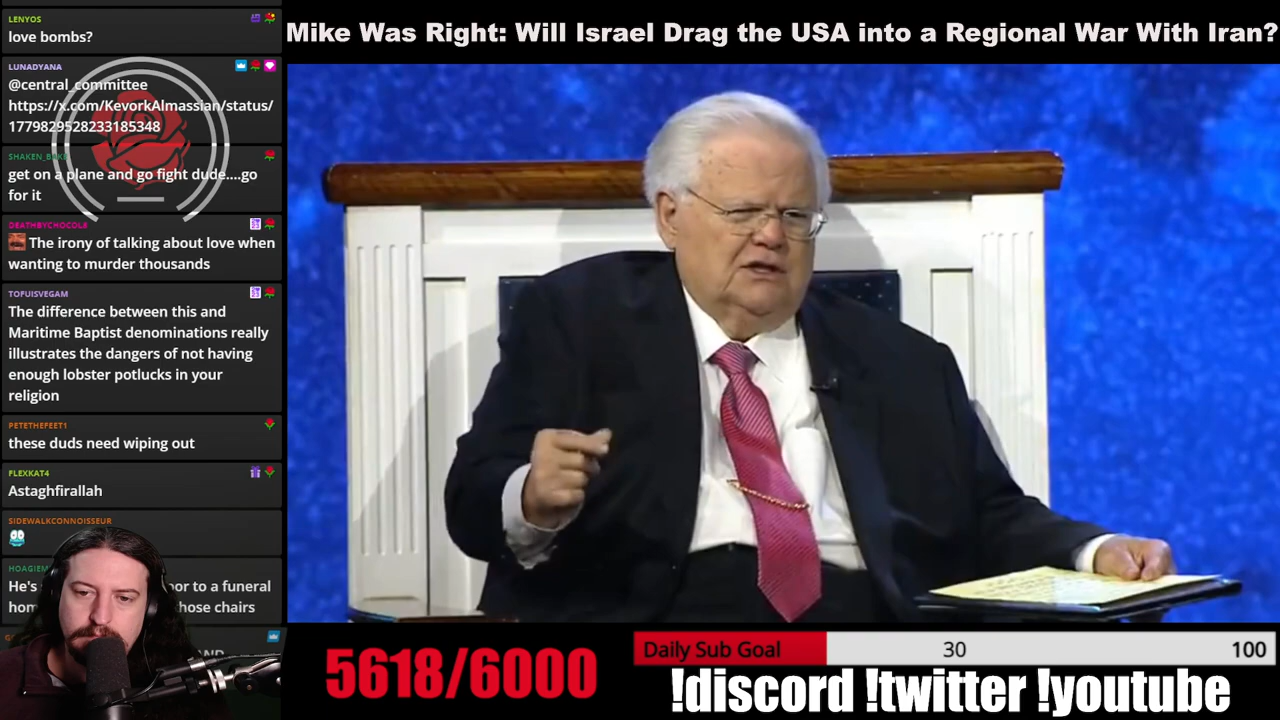 LENYOS
love bombs?
LUNADYANA
@central_committee
https://x.com/KevorkAlmassian/status/
1779829528233185348
get on a plane and go fight dude....go
for it
DEATHBYCHOCOLE
The irony of talking about love when
wanting to murder thousands
TOFUISVEGAM
The difference between this and
Maritime Baptist denominations really
illustrates the dangers of not having
enough lobster potlucks in your
religion
PETETHEFEET1
these duds need wiping out
FLEXKAT4
Astaghfirallah
SIDEWALKCONNOISSEUR
He's to a funeral
chairs
Mike Was Right: Will Israel Drag the USA into a Regional War With Iran?
5618/6000
Daily Sub Goal 30 100
!discord !twitter !youtube